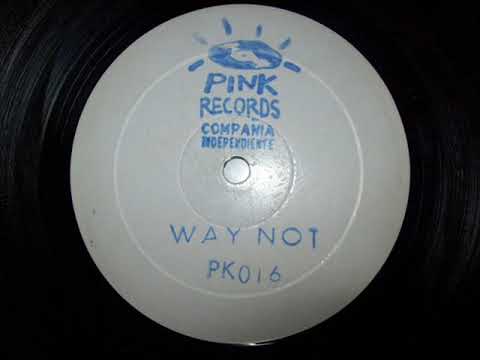 PINK
RECORDS
COMPAÑIA
INDEPENDIENTE
WAY NOT
PK016